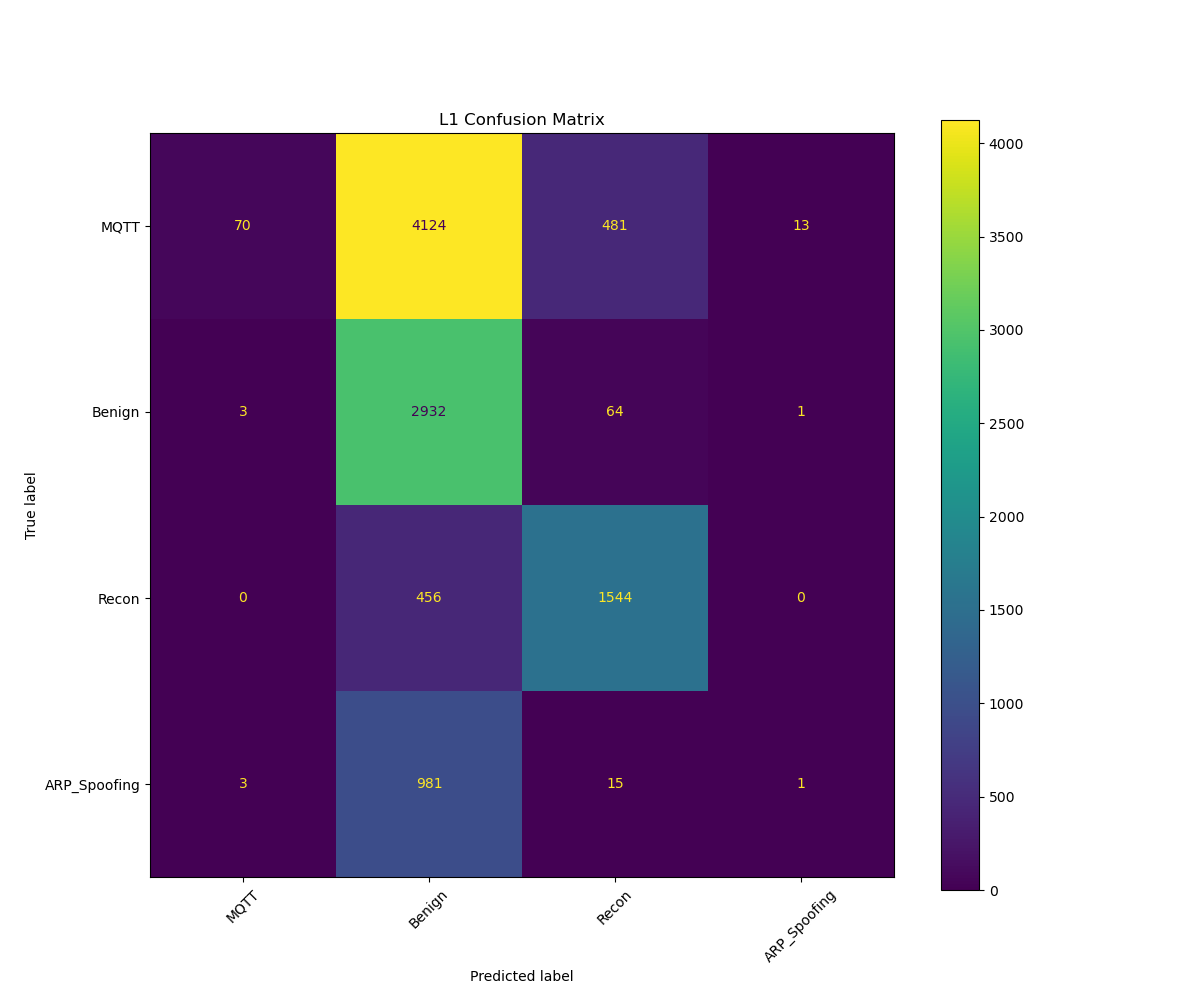 L1 Confusion Matrix
True label
MQTT
70 4124 481 13
Benign
3 2932 64 1
Recon
0 456 1544 0
ARP_Spoofing
3 981 15 1
MQTT Benign Recon ARP_Spoofing
Predicted label
4000
3500
3000
2500
2000
1500
1000
500
0